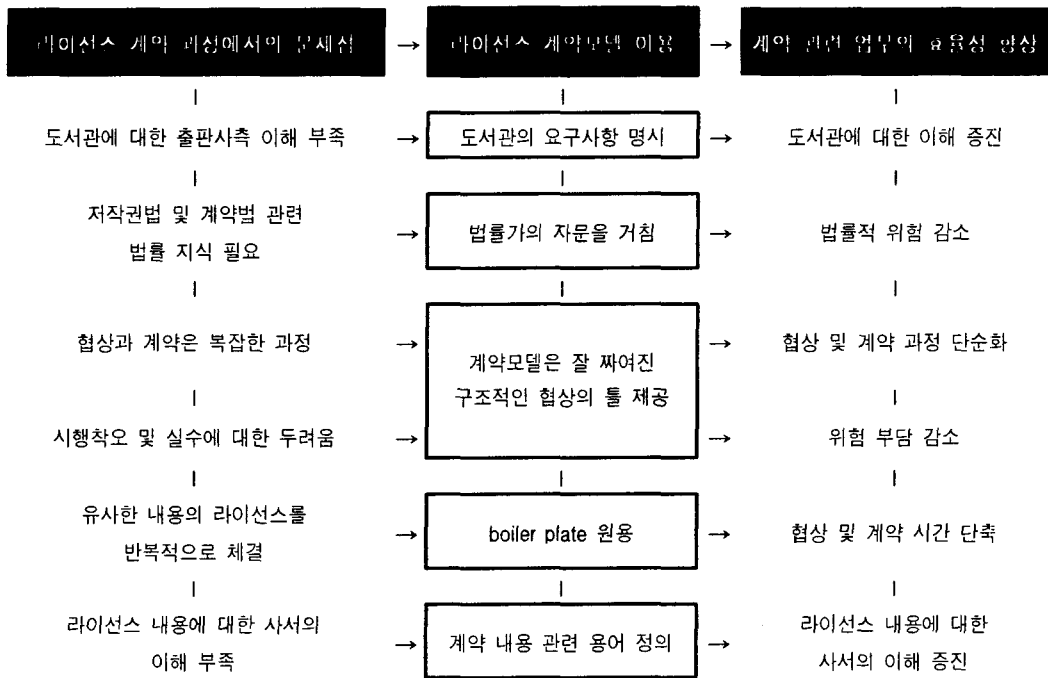 라이선스 계약 과정에서의 문제점 → 라이선스 계약모델 이용 → 계약 관련 업무의 효율성 향상
도서관에 대한 출판사측 이해 부족 → 도서관의 요구사항 명시 → 도서관에 대한 이해 증진
저작권법 및 계약법 관련
법률 지식 필요 → 법률가의 자문을 거침 → 법률적 위험 감소
협상과 계약은 복잡한 과정 → 계약모델은 잘 짜여진 → 협상 및 계약 과정 단순화
구조적인 협상의 툴 제공
시행착오 및 실수에 대한 두려움 → → 위험 부담 감소
유사한 내용의 라이선스를
반복적으로 체결 → boiler plate 원용 → 협상 및 계약 시간 단축
라이선스 내용에 대한 사서의
이해 부족 → 계약 내용 관련 용어 정의 → 라이선스 내용에 대한
사서의 이해 증진